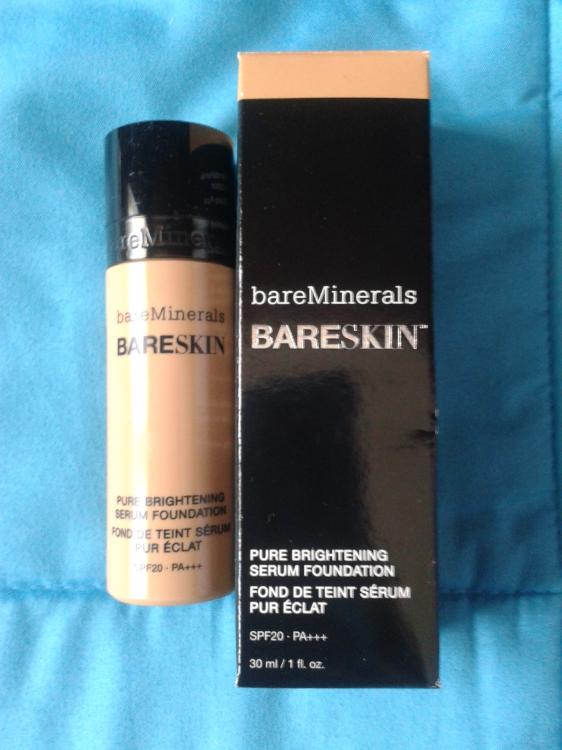 bareMinerals
BARESKIN
PURE BRIGHTENING
SERUM FOUNDATION
FOND DE TEINT SÉRUM
PUR ÉCLAT
SPF20 · PA+++
bareMinerals
BARESKIN™
PURE BRIGHTENING
SERUM FOUNDATION
FOND DE TEINT SÉRUM
PUR ÉCLAT
SPF20 · PA+++
30 ml / 1 fl. oz.